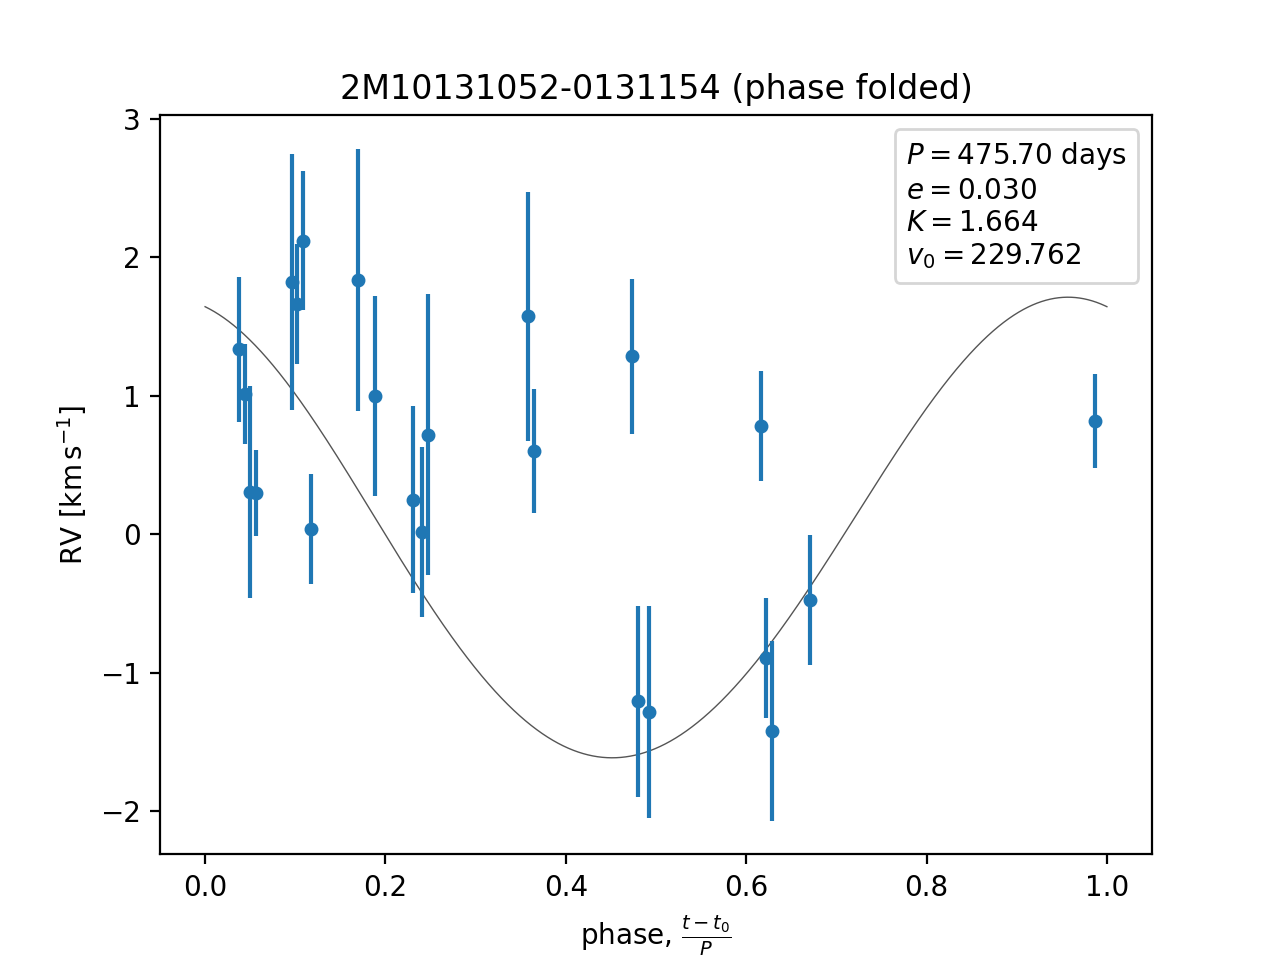 2M10131052-0131154 (phase folded)
P = 475.70 days
e = 0.030
K = 1.664
v₀ = 229.762
3
2
1
0
−1
−2
RV [km s⁻¹]
0.0 0.2 0.4 0.6 0.8 1.0
phase, (t − t₀)/P